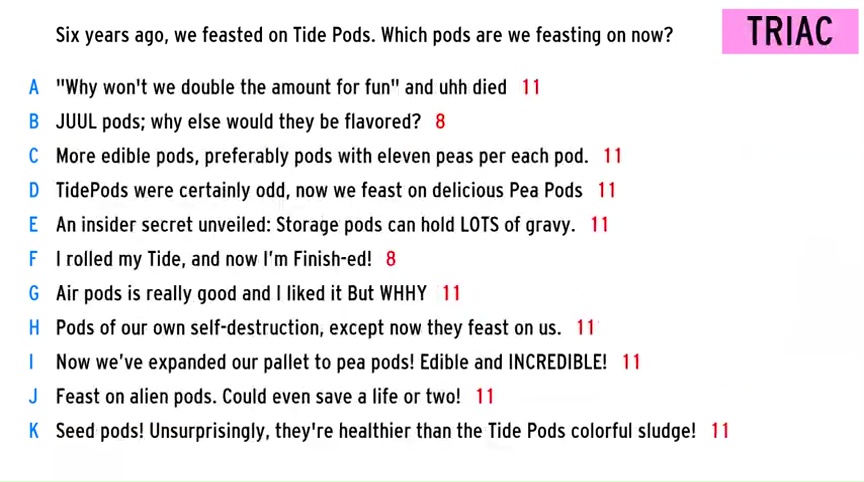 Six years ago, we feasted on Tide Pods. Which pods are we feasting on now?
TRIAC
A "Why won't we double the amount for fun" and uhh died 11
B JUUL pods; why else would they be flavored? 8
C More edible pods, preferably pods with eleven peas per each pod. 11
D TidePods were certainly odd, now we feast on delicious Pea Pods 11
E An insider secret unveiled: Storage pods can hold LOTS of gravy. 11
F I rolled my Tide, and now I'm Finish-ed! 8
G Air pods is really good and I liked it But WHHY 11
H Pods of our own self-destruction, except now they feast on us. 11
I Now we've expanded our pallet to pea pods! Edible and INCREDIBLE! 11
J Feast on alien pods. Could even save a life or two! 11
K Seed pods! Unsurprisingly, they're healthier than the Tide Pods colorful sludge! 11